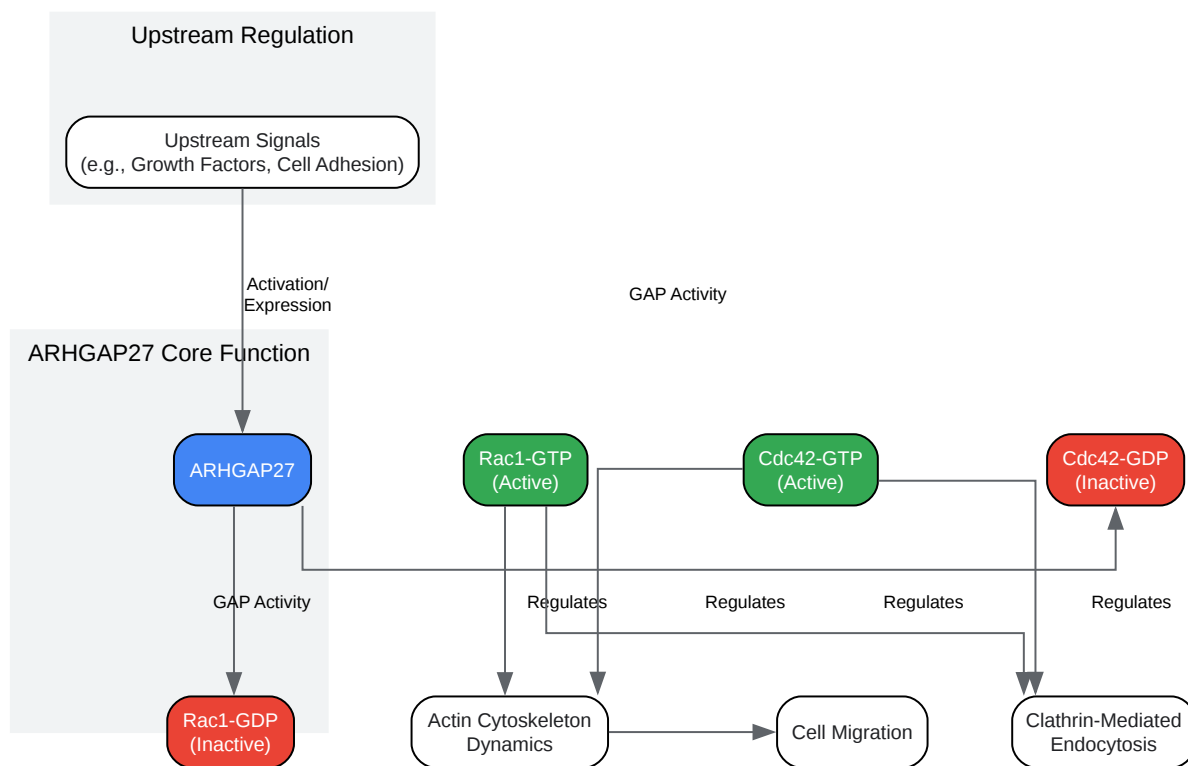 Upstream Regulation
Upstream Signals
(e.g., Growth Factors, Cell Adhesion)
Activation/
Expression
GAP Activity
ARHGAP27 Core Function
ARHGAP27
Rac1-GTP
(Active)
Cdc42-GTP
(Active)
Cdc42-GDP
(Inactive)
GAP Activity
Regulates
Regulates
Regulates
Regulates
Rac1-GDP
(Inactive)
Actin Cytoskeleton
Dynamics
Cell Migration
Clathrin-Mediated
Endocytosis